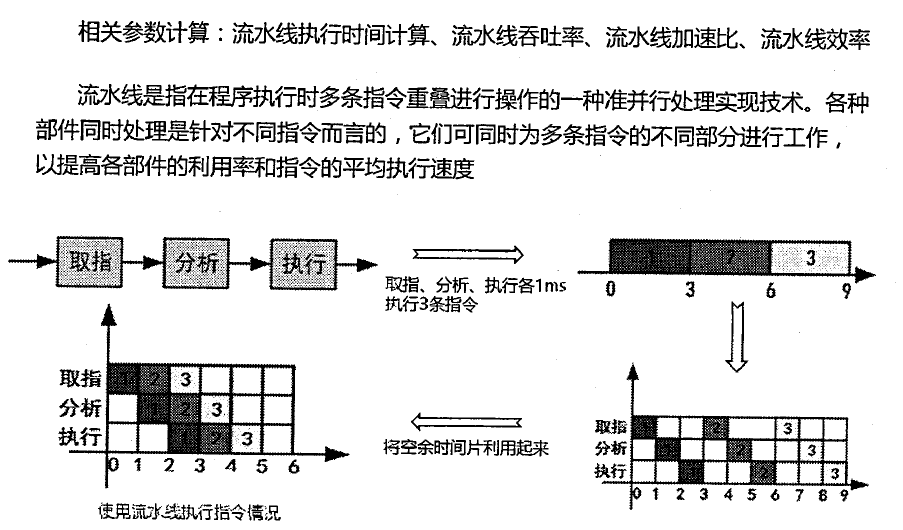 相关参数计算：流水线执行时间计算、流水线吞吐率、流水线加速比、流水线效率
流水线是指在程序执行时多条指令重叠进行操作的一种准并行处理实现技术。各种
部件同时处理是针对不同指令而言的，它们可同时为多条指令的不同部分进行工作，
以提高各部件的利用率和指令的平均执行速度
取指 分析 执行
取指、分析、执行各1ms
执行3条指令
1 2 3
0 3 6 9
取指 1 2 3
分析 1 2 3
执行 1 2 3
0 1 2 3 4 5 6
使用流水线执行指令情况
将空余时间片利用起来
取指 1 2 3
分析 1 2 3
执行 1 2 3
0 1 2 3 4 5 6 7 8 9